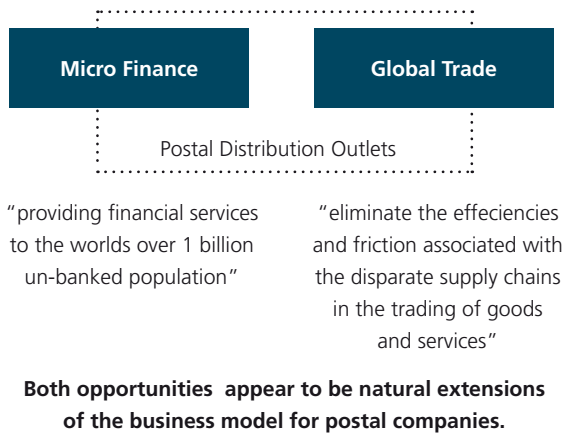 Micro Finance
Global Trade
Postal Distribution Outlets
“providing financial services
to the worlds over 1 billion
un-banked population”
“eliminate the effeciencies
and friction associated with
the disparate supply chains
in the trading of goods
and services”
Both opportunities appear to be natural extensions
of the business model for postal companies.